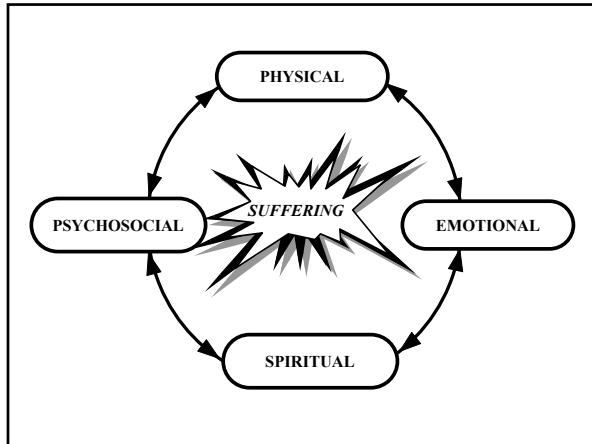 PHYSICAL
PSYCHOSOCIAL
SUFFERING
EMOTIONAL
SPIRITUAL